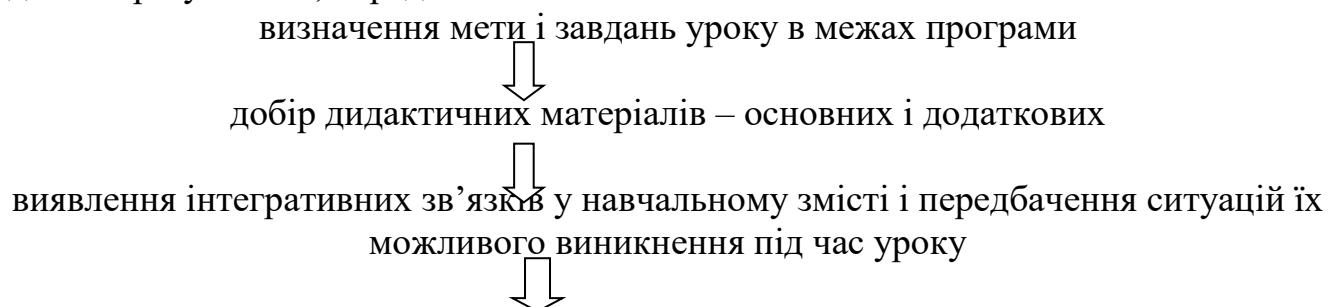 визначення мети і завдань уроку в межах програми
добір дидактичних матеріалів – основних і додаткових
виявлення інтегративних зв’язків у навчальному змісті і передбачення ситуацій їх
можливого виникнення під час уроку